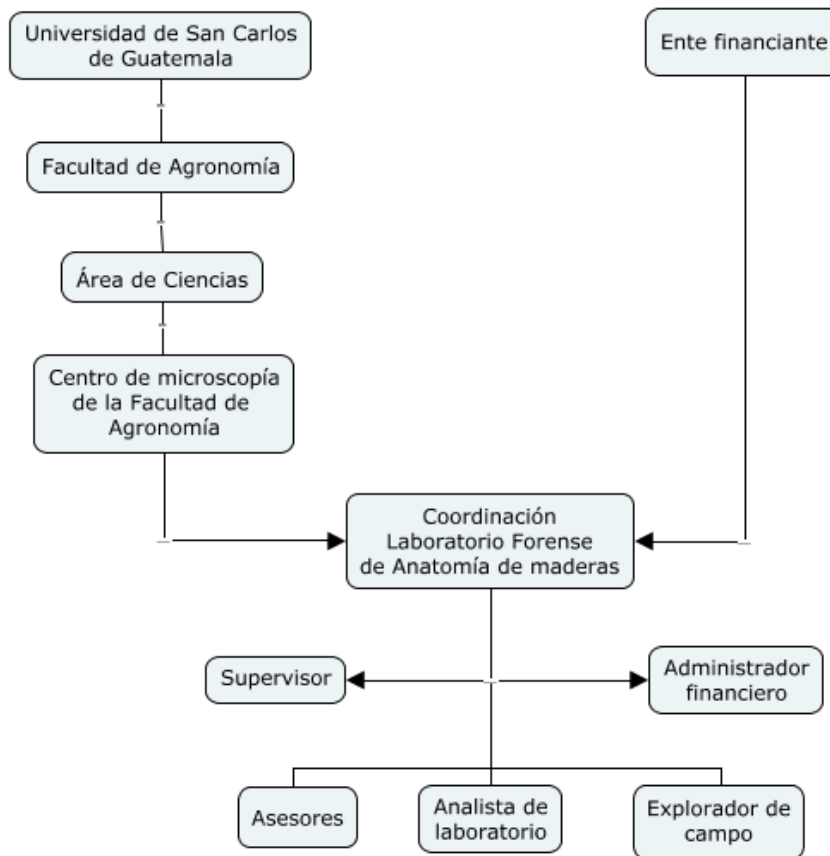 Universidad de San Carlos
de Guatemala
Ente financiante
Facultad de Agronomía
Área de Ciencias
Centro de microscopía
de la Facultad de
Agronomía
Coordinación
Laboratorio Forense
de Anatomía de maderas
Supervisor
Administrador
financiero
Asesores
Analista de
laboratorio
Explorador de
campo